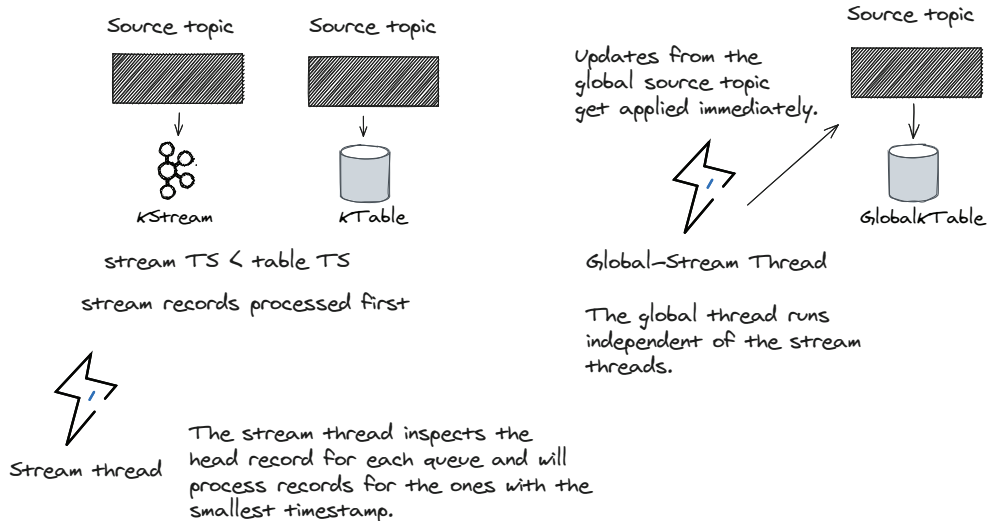 Source topic
Source topic
KStream
KTable
stream TS < table TS
stream records processed first
Stream thread
The stream thread inspects the
head record for each queue and will
process records for the ones with the
smallest timestamp.
Source topic
Updates from the
global source topic
get applied immediately.
GlobalKTable
Global-Stream Thread
The global thread runs
independent of the stream
threads.